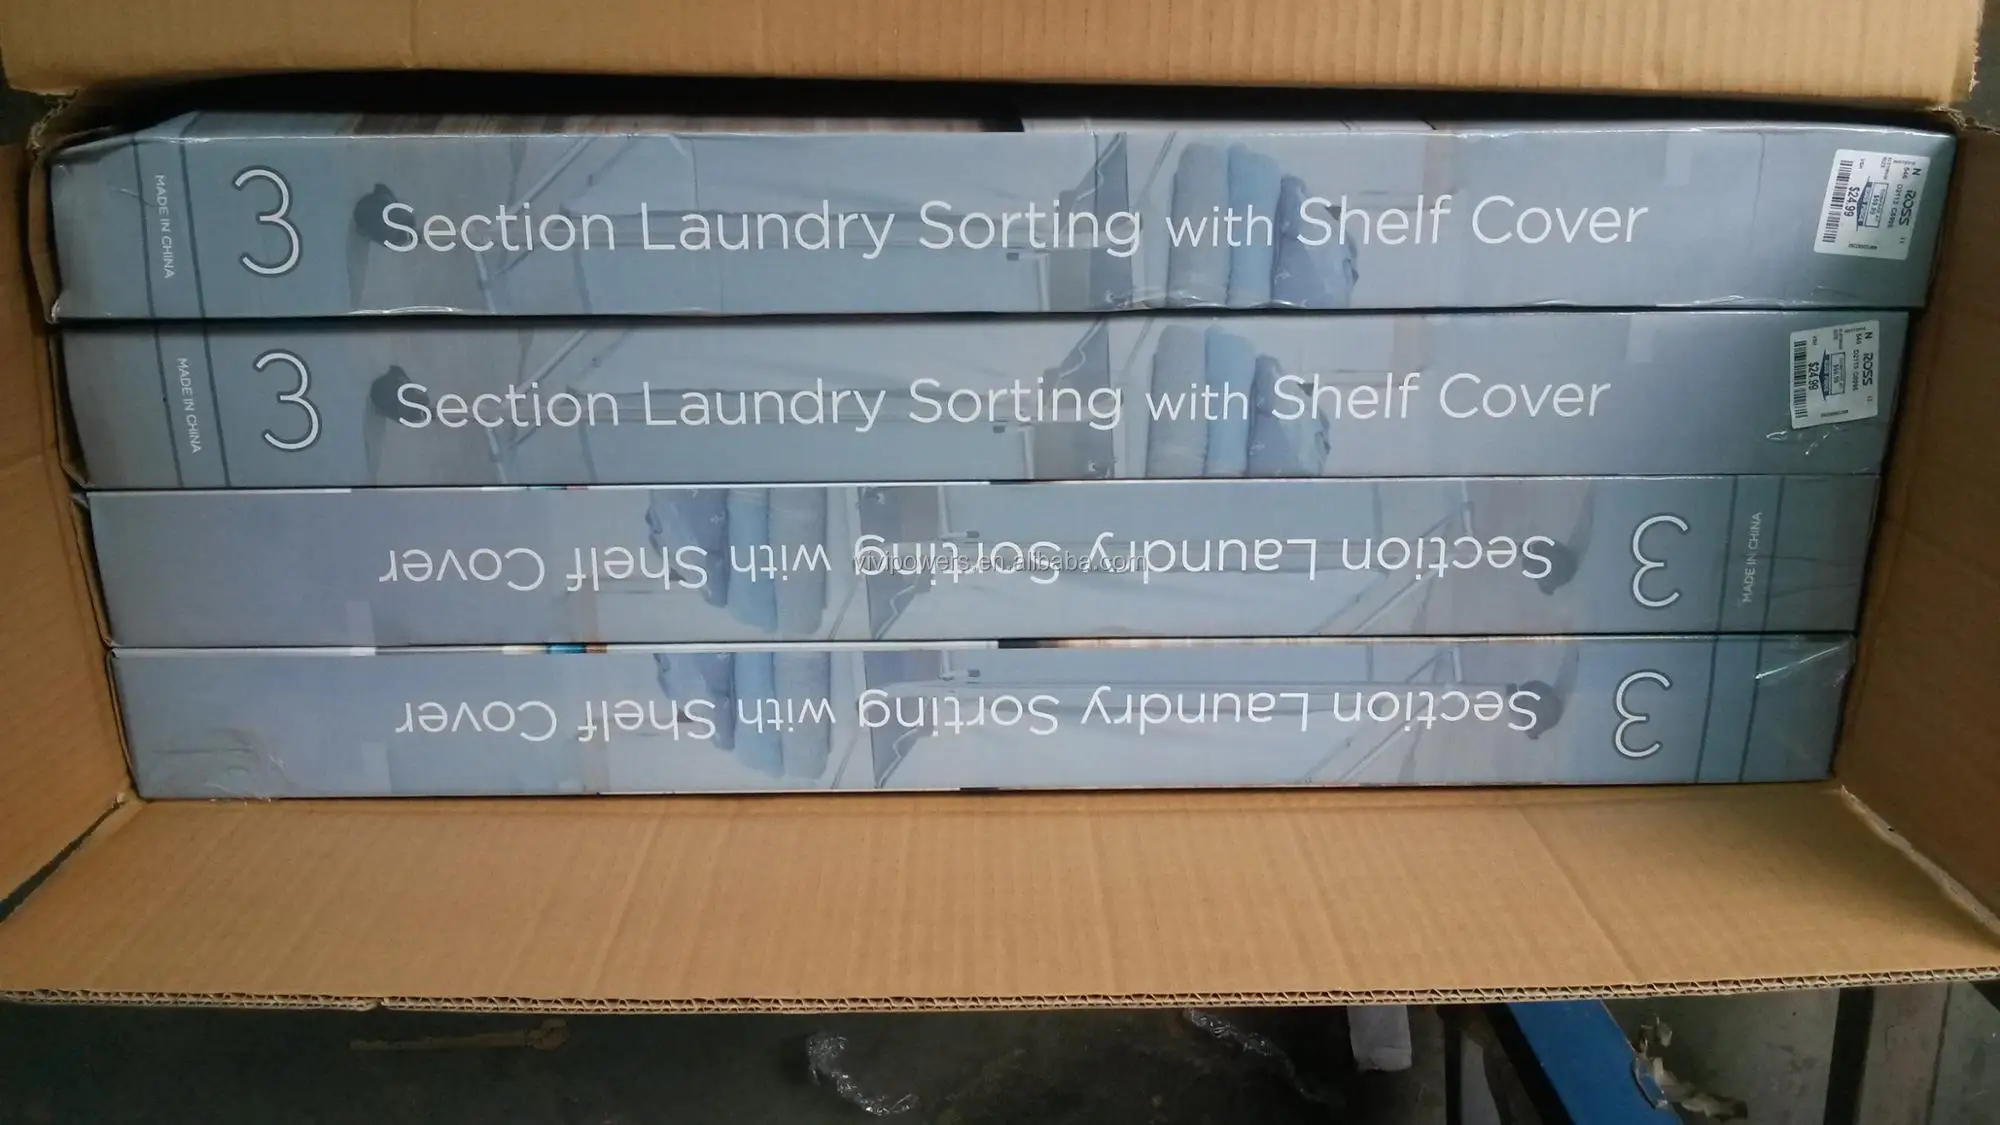 MADE IN CHINA
3 Section Laundry Sorting with Shelf Cover
ROSS
$24.99
MADE IN CHINA
3 Section Laundry Sorting with Shelf Cover
ROSS
$24.99
3 Section Laundry Sorting with Shelf Cover
MADE IN CHINA
vivipowers.en.alibaba.com
3 Section Laundry Sorting with Shelf Cover